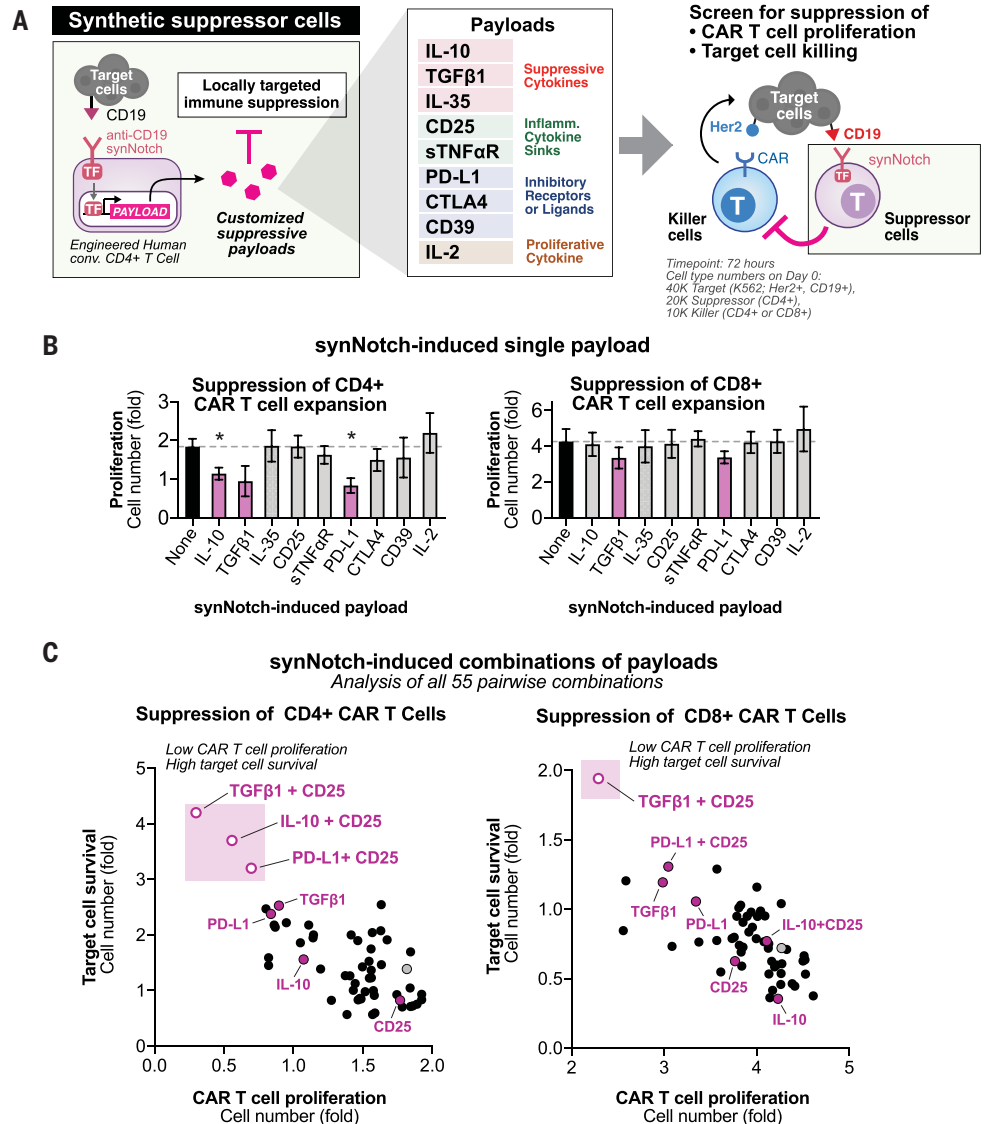 A
Synthetic suppressor cells
Target
cells
CD19
anti-CD19
synNotch
TF
TF
PAYLOAD
Engineered Human
conv. CD4+ T Cell
Locally targeted
immune suppression
Customized
suppressive
payloads
Payloads
IL-10
TGFβ1
IL-35
Suppressive
Cytokines
CD25
sTNFαR
Inflamm.
Cytokine
Sinks
PD-L1
CTLA4
CD39
Inhibitory
Receptors
or Ligands
IL-2
Proliferative
Cytokine
Screen for suppression of
• CAR T cell proliferation
• Target cell killing
Target
cells
Her2
CD19
CAR
synNotch
TF
T
T
Killer
cells
Suppressor
cells
Timepoint: 72 hours
Cell type numbers on Day 0:
40K Target (K562; Her2+, CD19+),
20K Suppressor (CD4+),
10K Killer (CD4+ or CD8+)
B
synNotch-induced single payload
Suppression of CD4+
CAR T cell expansion
Proliferation
Cell number (fold)
3
2
1
0
*
*
None
IL-10
TGFβ1
IL-35
CD25
sTNFαR
PD-L1
CTLA4
CD39
IL-2
synNotch-induced payload
Suppression of CD8+
CAR T cell expansion
Proliferation
Cell number (fold)
6
4
2
0
None
IL-10
TGFβ1
IL-35
CD25
sTNFαR
PD-L1
CTLA4
CD39
IL-2
synNotch-induced payload
C
synNotch-induced combinations of payloads
Analysis of all 55 pairwise combinations
Suppression of CD4+ CAR T Cells
Low CAR T cell proliferation
High target cell survival
Target cell survival
Cell number (fold)
5
4
3
2
1
0
TGFβ1 + CD25
IL-10 + CD25
PD-L1+ CD25
TGFβ1
PD-L1
IL-10
CD25
0
0.5
1.0
1.5
2.0
CAR T cell proliferation
Cell number (fold)
Suppression of CD8+ CAR T Cells
Low CAR T cell proliferation
High target cell survival
Target cell survival
Cell number (fold)
2.0
1.5
1.0
0.5
0.0
TGFβ1 + CD25
PD-L1 + CD25
TGFβ1
PD-L1
IL-10+CD25
CD25
IL-10
2
3
4
5
CAR T cell proliferation
Cell number (fold)